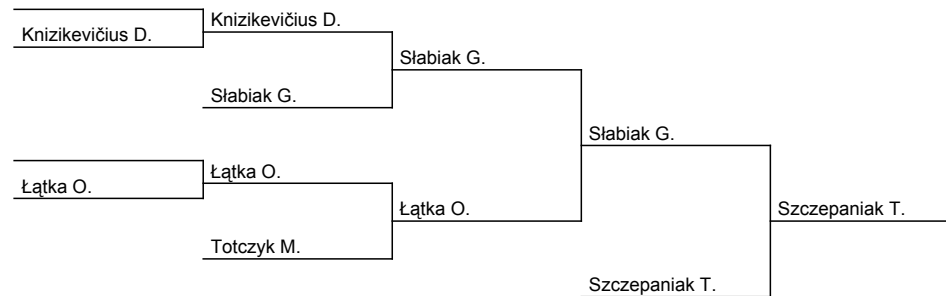 Knizikevičius D.
Knizikevičius D.
Słabiak G.
Słabiak G.
Słabiak G.
Łątka O.
Łątka O.
Łątka O.
Szczepaniak T.
Totczyk M.
Szczepaniak T.